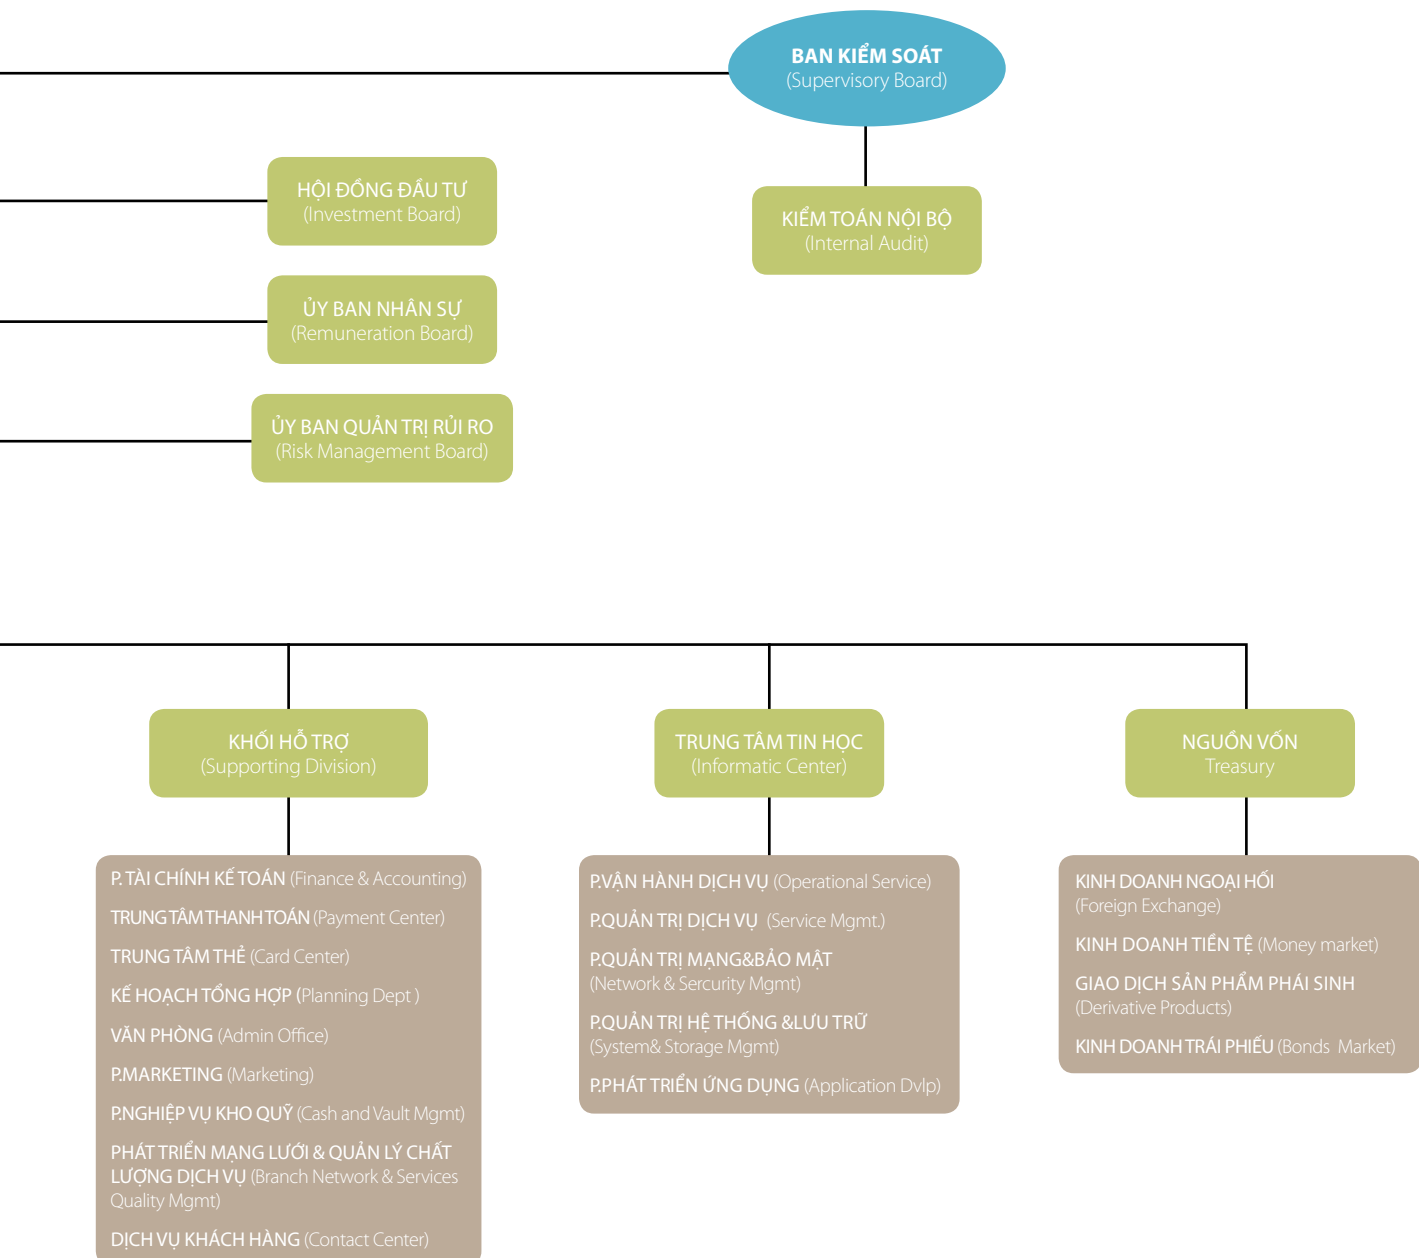 BAN KIỂM SOÁT
(Supervisory Board)
HỘI ĐỒNG ĐẦU TƯ
(Investment Board)
KIỂM TOÁN NỘI BỘ
(Internal Audit)
ỦY BAN NHÂN SỰ
(Remuneration Board)
ỦY BAN QUẢN TRỊ RỦI RO
(Risk Management Board)
KHỐI HỖ TRỢ
(Supporting Division)
TRUNG TÂM TIN HỌC
(Informatic Center)
NGUỒN VỐN
Treasury
P. TÀI CHÍNH KẾ TOÁN (Finance & Accounting)
TRUNG TÂM THANH TOÁN (Payment Center)
TRUNG TÂM THẺ (Card Center)
KẾ HOẠCH TỔNG HỢP (Planning Dept )
VĂN PHÒNG (Admin Office)
P.MARKETING (Marketing)
P.NGHIỆP VỤ KHO QUỸ (Cash and Vault Mgmt)
PHÁT TRIỂN MẠNG LƯỚI & QUẢN LÝ CHẤT
LƯỢNG DỊCH VỤ (Branch Network & Services
Quality Mgmt)
DỊCH VỤ KHÁCH HÀNG (Contact Center)
P.VẬN HÀNH DỊCH VỤ (Operational Service)
P.QUẢN TRỊ DỊCH VỤ (Service Mgmt.)
P.QUẢN TRỊ MẠNG&BẢO MẬT
(Network & Sercurity Mgmt)
P.QUẢN TRỊ HỆ THỐNG &LƯU TRỮ
(System& Storage Mgmt)
P.PHÁT TRIỂN ỨNG DỤNG (Application Dvlp)
KINH DOANH NGOẠI HỐI
(Foreign Exchange)
KINH DOANH TIỀN TỆ (Money market)
GIAO DỊCH SẢN PHẨM PHÁI SINH
(Derivative Products)
KINH DOANH TRÁI PHIẾU (Bonds Market)